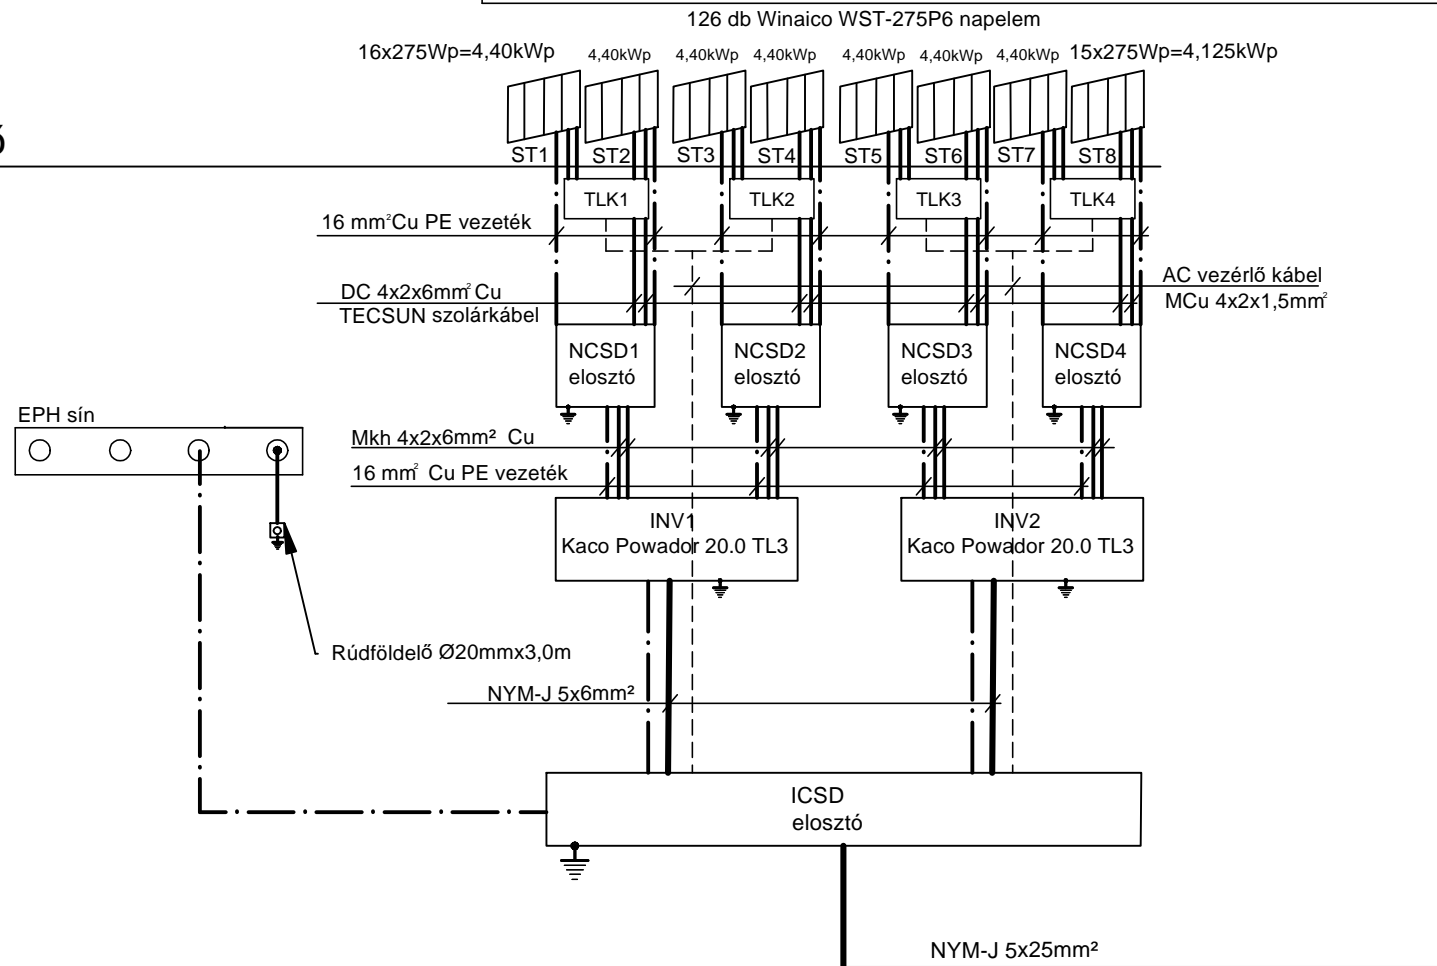 126 db Winaico WST-275P6 napelem
16x275Wp=4,40kWp 4,40kWp 4,40kWp 4,40kWp 4,40kWp 4,40kWp 4,40kWp 15x275Wp=4,125kWp
ST1 ST2 ST3 ST4 ST5 ST6 ST7 ST8
TLK1 TLK2 TLK3 TLK4
16 mm²Cu PE vezeték
AC vezérlő kábel
MCu 4x2x1,5mm²
DC 4x2x6mm² Cu
TECSUN szolárkábel
NCSD1 elosztó
NCSD2 elosztó
NCSD3 elosztó
NCSD4 elosztó
EPH sín
Mkh 4x2x6mm² Cu
16 mm² Cu PE vezeték
INV1
Kaco Powador 20.0 TL3
INV2
Kaco Powador 20.0 TL3
Rúdföldelő Ø20mmx3,0m
NYM-J 5x6mm²
ICSD
elosztó
NYM-J 5x25mm²